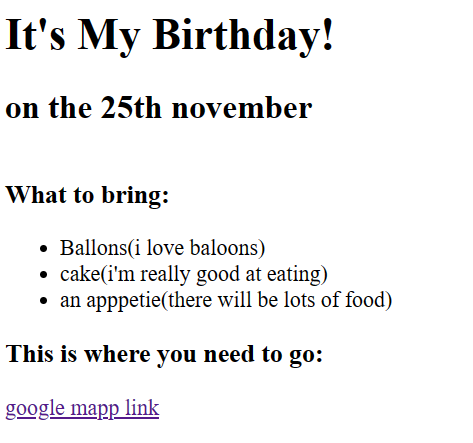 It's My Birthday!
on the 25th november
What to bring:
Ballons(i love baloons)
cake(i'm really good at eating)
an apppetie(there will be lots of food)
This is where you need to go:
google mapp link